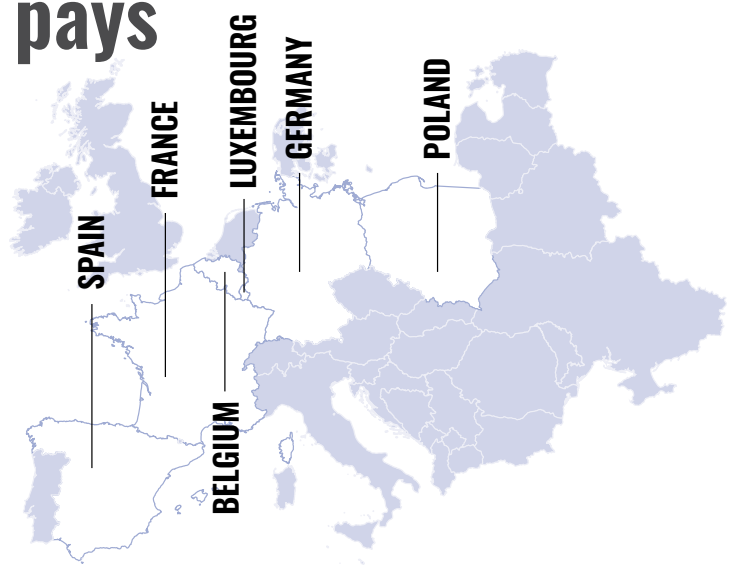 pays
SPAIN
FRANCE
LUXEMBOURG
GERMANY
POLAND
BELGIUM